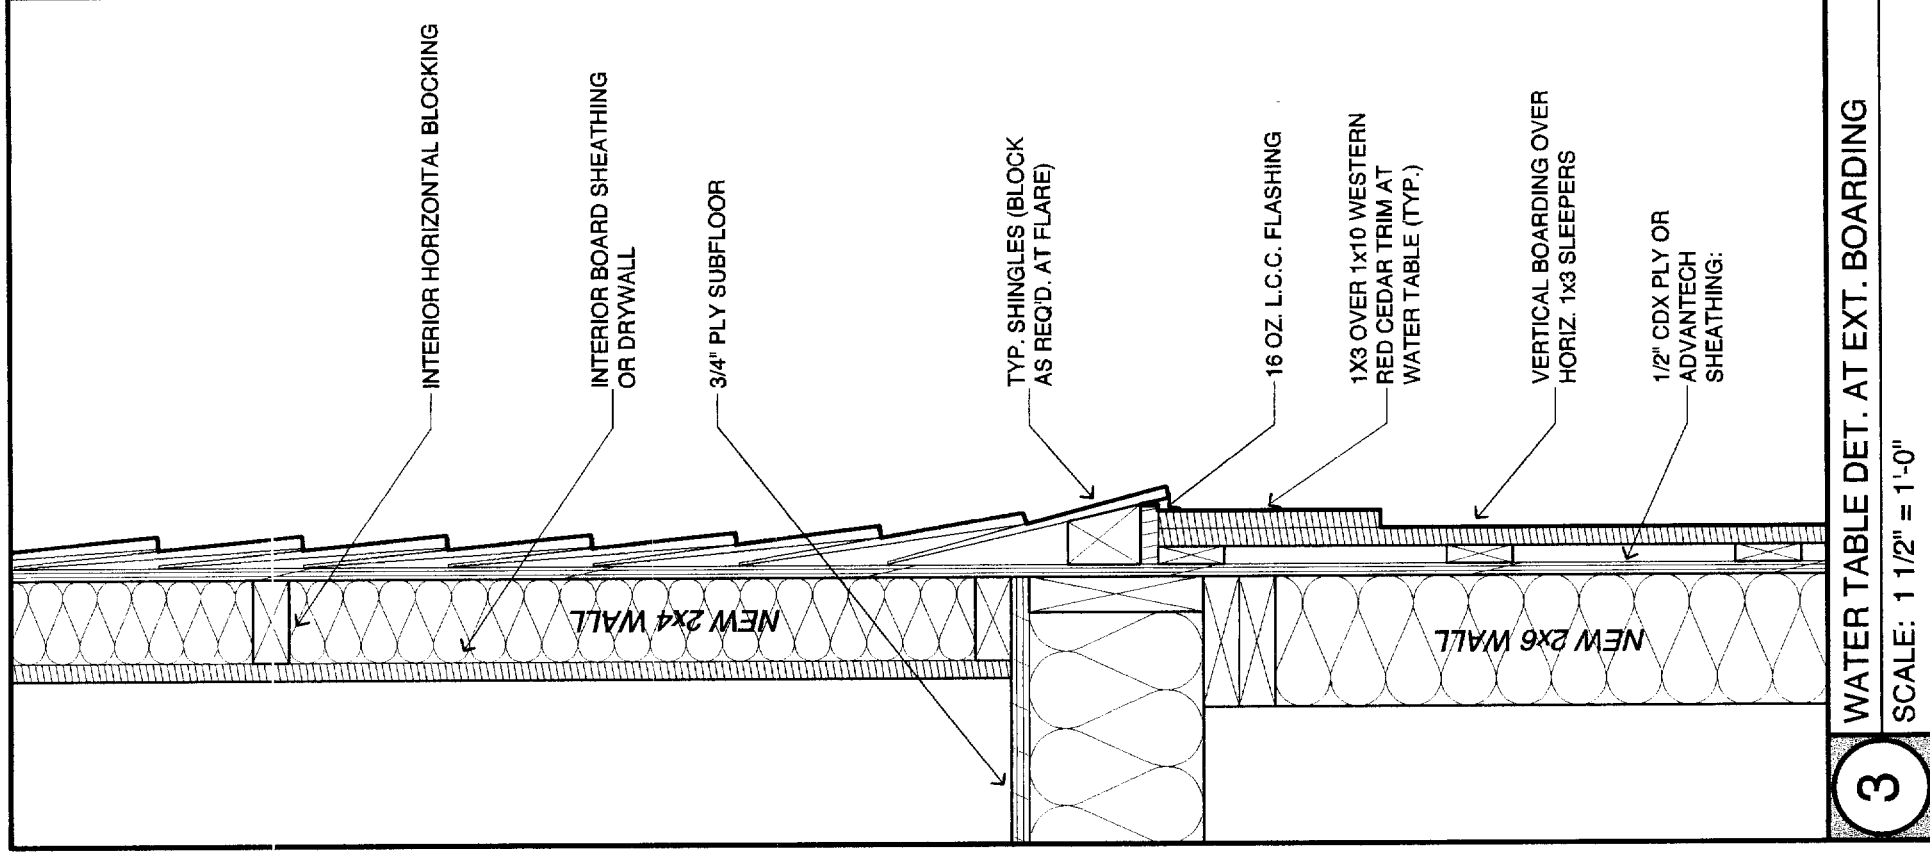 INTERIOR HORIZONTAL BLOCKING
INTERIOR BOARD SHEATHING
OR DRYWALL
3/4" PLY SUBFLOOR
TYP. SHINGLES (BLOCK
AS REQ'D. AT FLARE)
16 OZ. L.C.C. FLASHING
1X3 OVER 1x10 WESTERN
RED CEDAR TRIM AT
WATER TABLE (TYP.)
VERTICAL BOARDING OVER
HORIZ. 1x3 SLEEPERS
1/2" CDX PLY OR
ADVANTECH
SHEATHING:
NEW 2x4 WALL
NEW 2x6 WALL
3
WATER TABLE DET. AT EXT. BOARDING
SCALE: 1 1/2" = 1'-0"